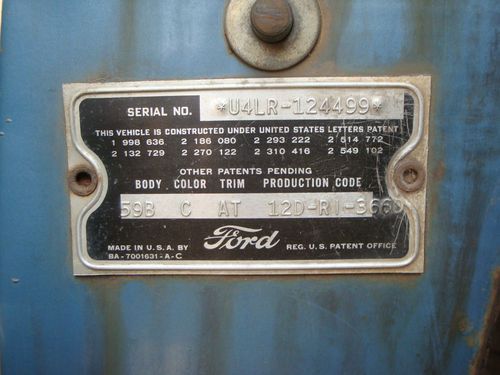 SERIAL NO. *U4LR-124499*
THIS VEHICLE IS CONSTRUCTED UNDER UNITED STATES LETTERS PATENT
1 998 636 2 186 080 2 293 222 2 514 772
2 132 729 2 270 122 2 310 416 2 549 102
OTHER PATENTS PENDING
BODY COLOR TRIM PRODUCTION CODE
59B C AT 12D-R1-3660
MADE IN U.S.A. BY Ford REG. U.S. PATENT OFFICE
BA-7001631-A-C